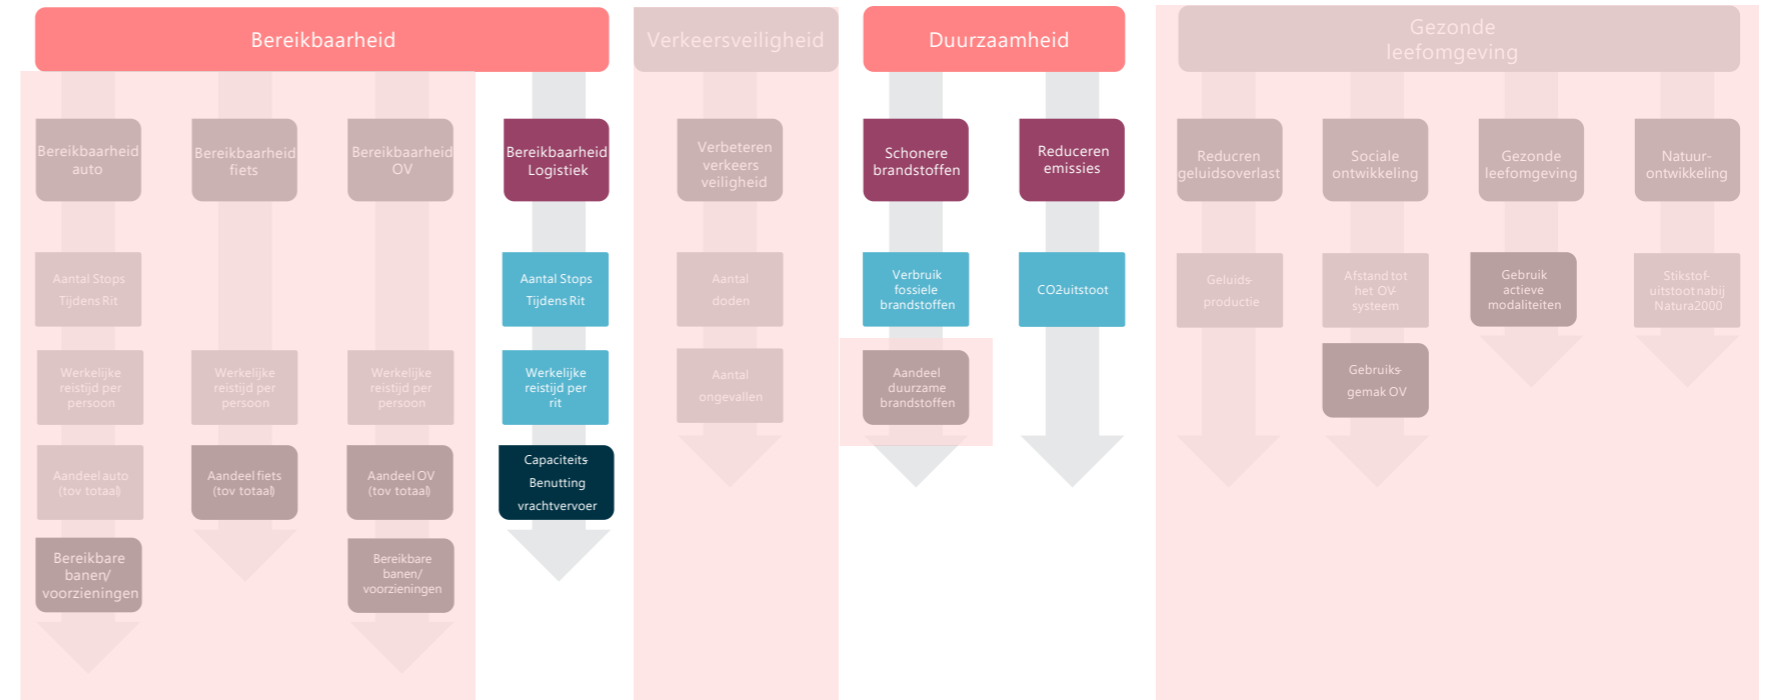 Bereikbaarheid
Verkeersveiligheid
Duurzaamheid
Gezonde
leefomgeving
Bereikbaarheid
auto
Bereikbaarheid
fiets
Bereikbaarheid
OV
Bereikbaarheid
Logistiek
Verbeteren
verkeers
veiligheid
Schonere
brandstoffen
Reduceren
emissies
Reducren
geluidsoverlast
Sociale
ontwikkeling
Gezonde
leefomgeving
Natuur-
ontwikkeling
Aantal Stops
Tijdens Rit
Aantal Stops
Tijdens Rit
Aantal
doden
Verbruik
fossiele
brandstoffen
CO2uitstoot
Geluids-
productie
Afstand tot
het OV-
systeem
Gebruik
actieve
modaliteiten
Stikstof-
uitstoot nabij
Natura2000
Werkelijke
reistijd per
persoon
Werkelijke
reistijd per
persoon
Werkelijke
reistijd per
persoon
Werkelijke
reistijd per
rit
Aantal
ongevallen
Aandeel
duurzame
brandstoffen
Gebruiks-
gemak OV
Aandeel auto
(tov totaal)
Aandeel fiets
(tov totaal)
Aandeel OV
(tov totaal)
Capaciteits-
Benutting
vrachtvervoer
Bereikbare
banen/
voorzieningen
Bereikbare
banen/
voorzieningen